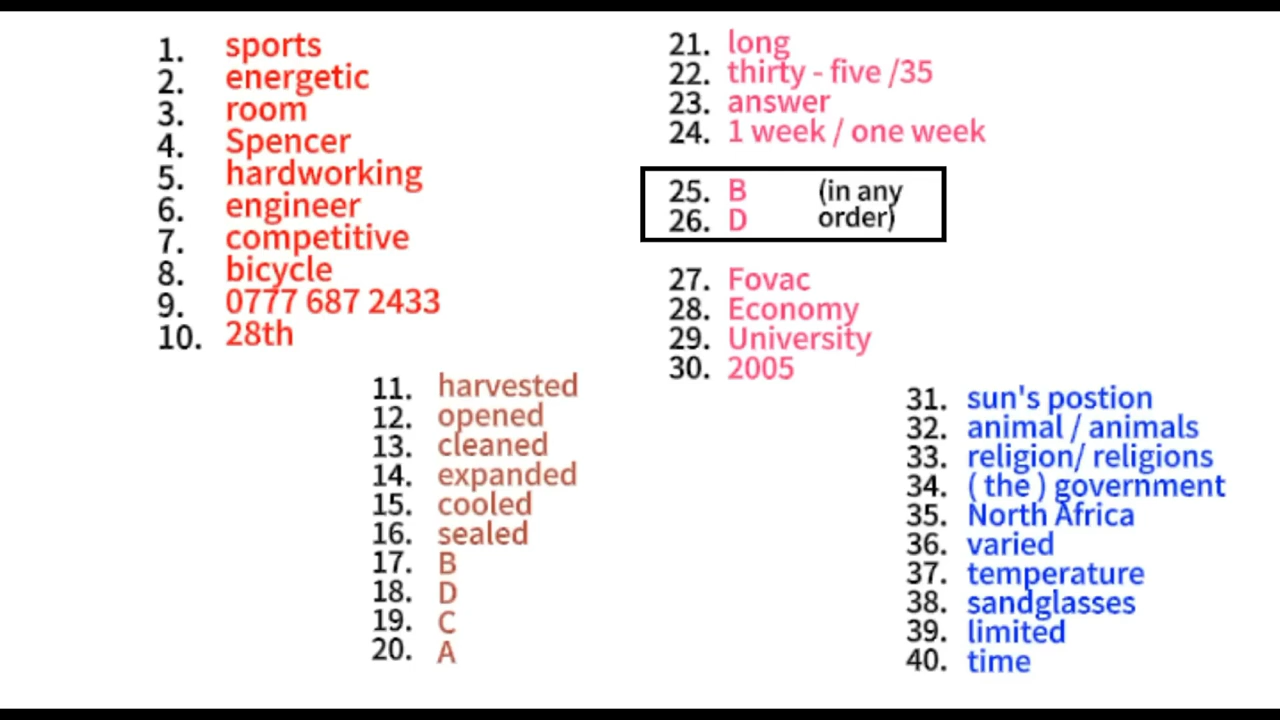 1. sports
2. energetic
3. room
4. Spencer
5. hardworking
6. engineer
7. competitive
8. bicycle
9. 0777 687 2433
10. 28th
11. harvested
12. opened
13. cleaned
14. expanded
15. cooled
16. sealed
17. B
18. D
19. C
20. A
21. long
22. thirty - five /35
23. answer
24. 1 week / one week
25. B (in any
26. D order)
27. Fovac
28. Economy
29. University
30. 2005
31. sun's postion
32. animal / animals
33. religion/ religions
34. ( the ) government
35. North Africa
36. varied
37. temperature
38. sandglasses
39. limited
40. time